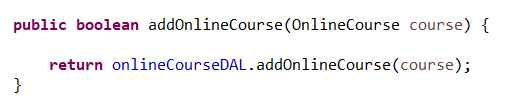 public boolean addOnlineCourse(OnlineCourse course) {
    return onlineCourseDAL.addOnlineCourse(course);
}